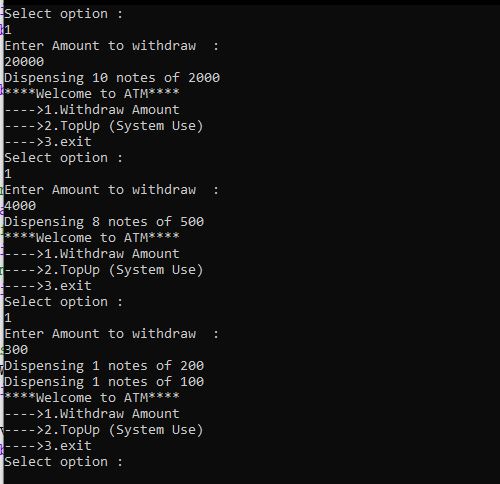 Select option :
1
Enter Amount to withdraw  :
20000
Dispensing 10 notes of 2000
****Welcome to ATM****
---->1.Withdraw Amount
---->2.TopUp (System Use)
---->3.exit
Select option :
1
Enter Amount to withdraw  :
4000
Dispensing 8 notes of 500
****Welcome to ATM****
---->1.Withdraw Amount
---->2.TopUp (System Use)
---->3.exit
Select option :
1
Enter Amount to withdraw  :
300
Dispensing 1 notes of 200
Dispensing 1 notes of 100
****Welcome to ATM****
---->1.Withdraw Amount
---->2.TopUp (System Use)
---->3.exit
Select option :